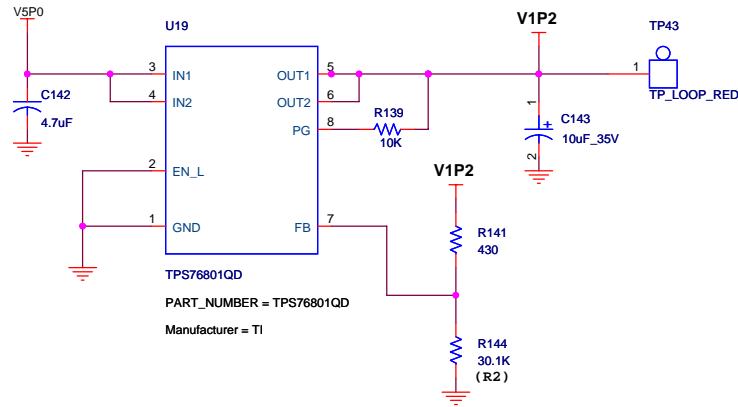 V5P0
U19
V1P2
TP43
3
IN1
OUT1
5
1
C142
4
IN2
OUT2
6
TP_LOOP_RED
4.7uF
R139
1
C143
PG
8
10K
+
10uF_35V
2
2
EN_L
V1P2
1
GND
FB
7
R141
430
TPS76801QD
PART_NUMBER = TPS76801QD
Manufacturer = TI
R144
30.1K
(R2)